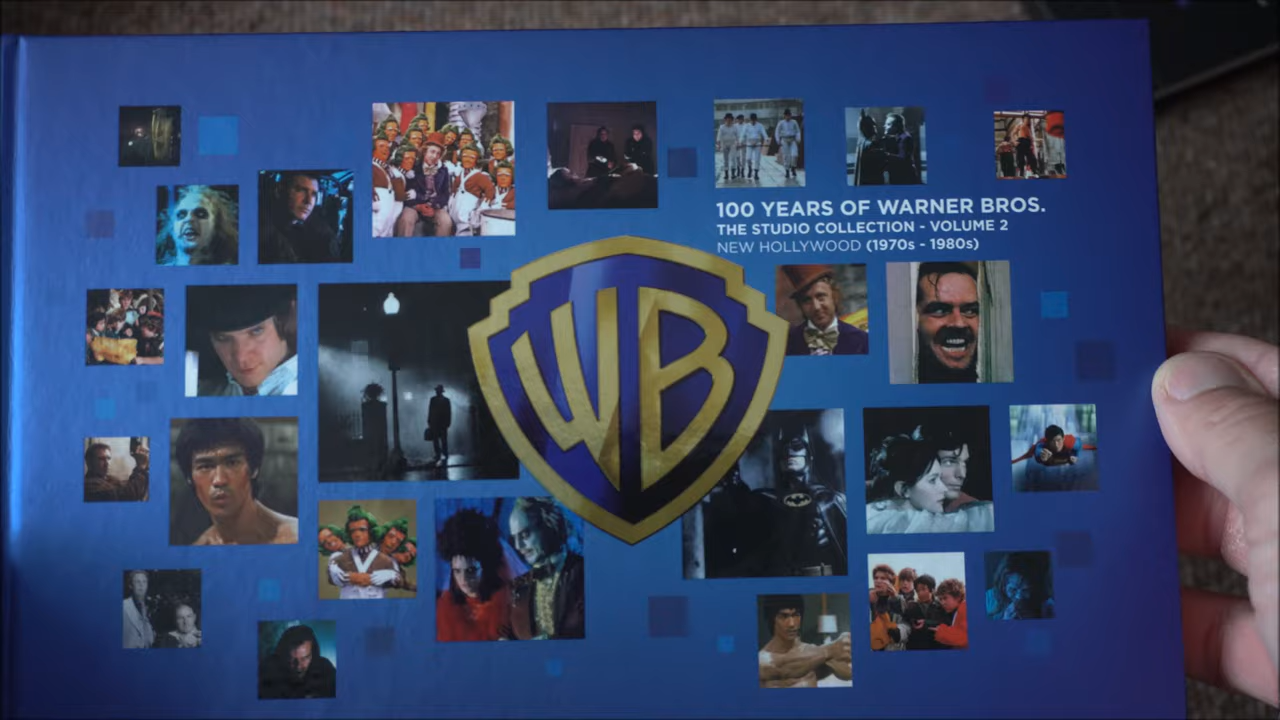 100 YEARS OF WARNER BROS.
THE STUDIO COLLECTION - VOLUME 2
NEW HOLLYWOOD (1970s - 1980s)
WB